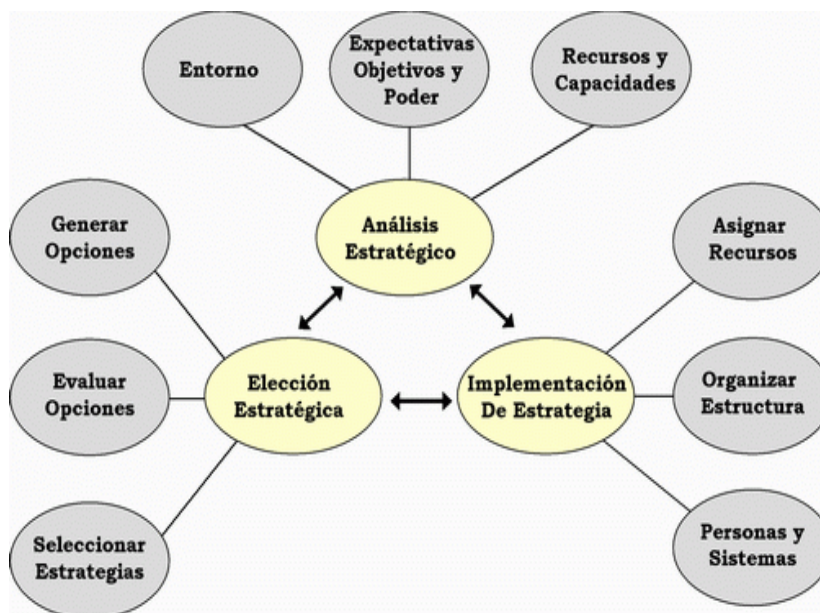 Entorno
Expectativas
Objetivos y
Poder
Recursos y
Capacidades
Análisis
Estratégico
Generar
Opciones
Asignar
Recursos
Evaluar
Opciones
Elección
Estratégica
Implementación
De Estrategia
Organizar
Estructura
Seleccionar
Estrategias
Personas y
Sistemas